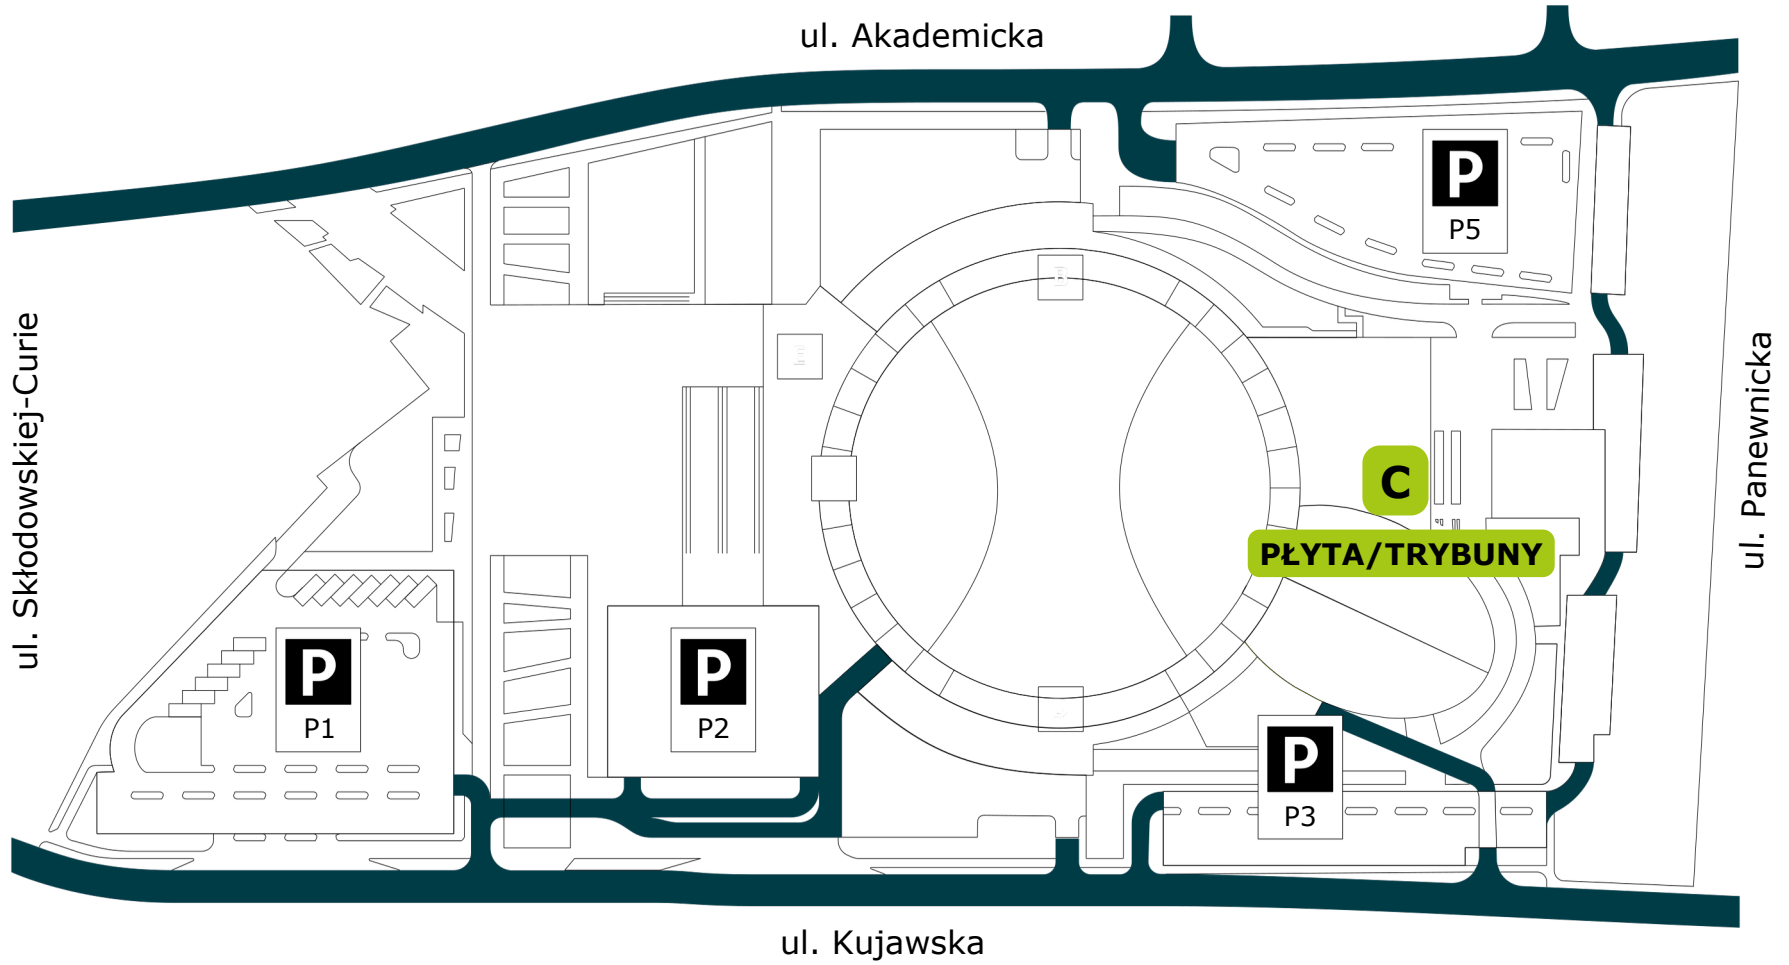 ul. Akademicka
P
P5
ul. Skłodowskiej-Curie
B
ul. Panewnicka
C
PŁYTA/TRYBUNY
P
P1
P
P2
P
P3
ul. Kujawska